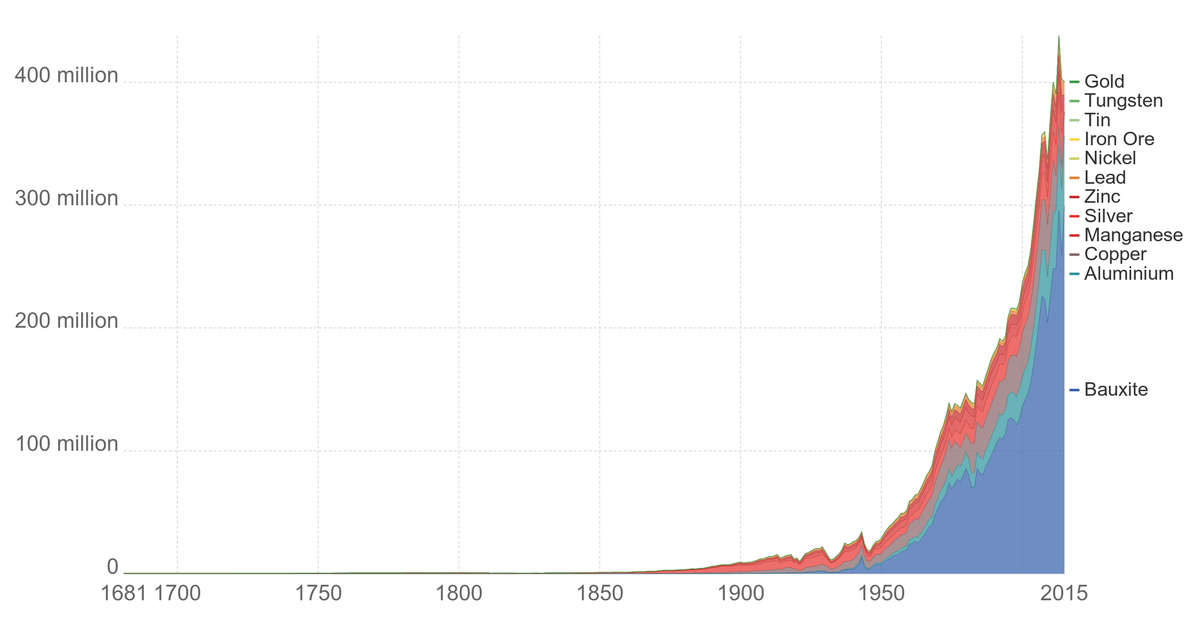 400 million
300 million
200 million
100 million
0
1681 1700 1750 1800 1850 1900 1950 2015
Gold
Tungsten
Tin
Iron Ore
Nickel
Lead
Zinc
Silver
Manganese
Copper
Aluminium
Bauxite